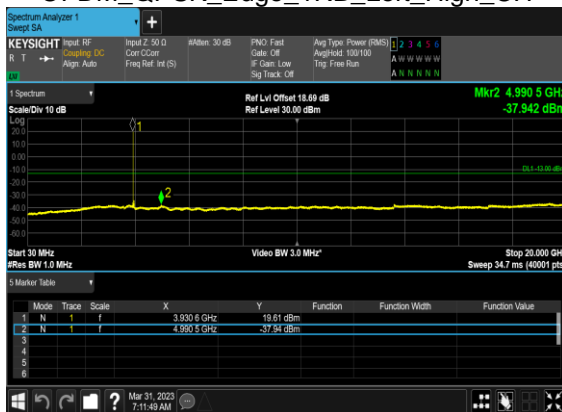 Spectrum Analyzer 1
Swept SA
KEYSIGHT Input: RF Input Z: 50 Ω #Atten: 30 dB PNO: Fast Avg Type: Power (RMS) 1 2 3 4 5 6
R T Coupling: DC Corr CCorr Gate: Off Avg|Hold: 100/100 A W W W W W
Align: Auto Freq Ref: Int (S) IF Gain: Low Trig: Free Run
Sig Track: Off A N N N N N
LXI
1 Spectrum Ref Lvl Offset 18.69 dB Mkr2 4.990 5 GHz
Scale/Div 10 dB Ref Level 30.00 dBm -37.942 dBm
Log
20.0
10.0
0.00
-10.0
-20.0
-30.0
-40.0
-50.0
-60.0
1
2
DL1 -13.00 dBm
Start 30 MHz Video BW 3.0 MHz* Stop 20.000 GH
#Res BW 1.0 MHz Sweep 34.7 ms (40001 pts
5 Marker Table
Mode Trace Scale X Y Function Function Width Function Value
1 N 1 f 3.930 6 GHz 19.61 dBm
2 N 1 f 4.990 5 GHz -37.94 dBm
3
4
5
6
? Mar 31, 2023
7:11:49 AM